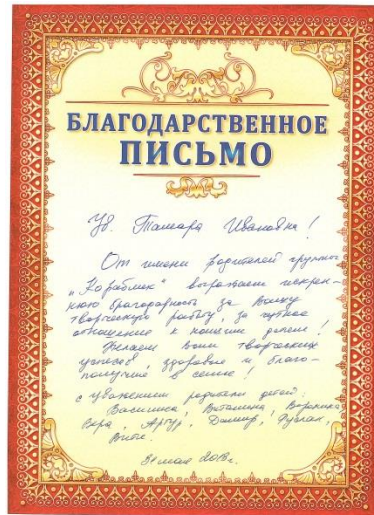 БЛАГОДАРСТВЕННОЕ
ПИСЬМО
Ув. Тамара Ивановна!
От имени родителей группы
"Кораблик" выражаем искрен-
нюю благодарность за Вашу
творческую работу, за чуткое
отношение к нашим детям!
Желаем Вам творческих
успехов, здоровья и благо-
получия в семье!
С уважением родители детей:
Василиса, Виталина, Вероника
Вера, Артур, Дамир,
Витя.
31 мая 2013г.